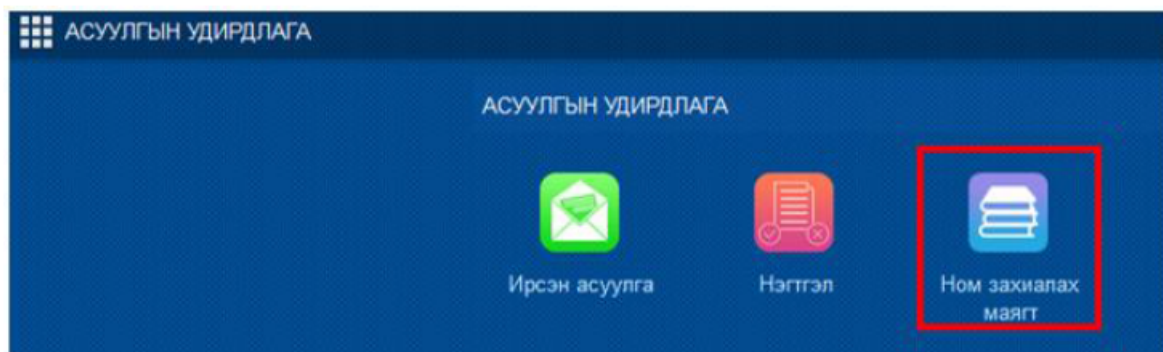 АСУУЛГЫН УДИРДЛАГА
АСУУЛГЫН УДИРДЛАГА
Ирсэн асуулга
Нэгтгэл
Ном захиалах
маягт